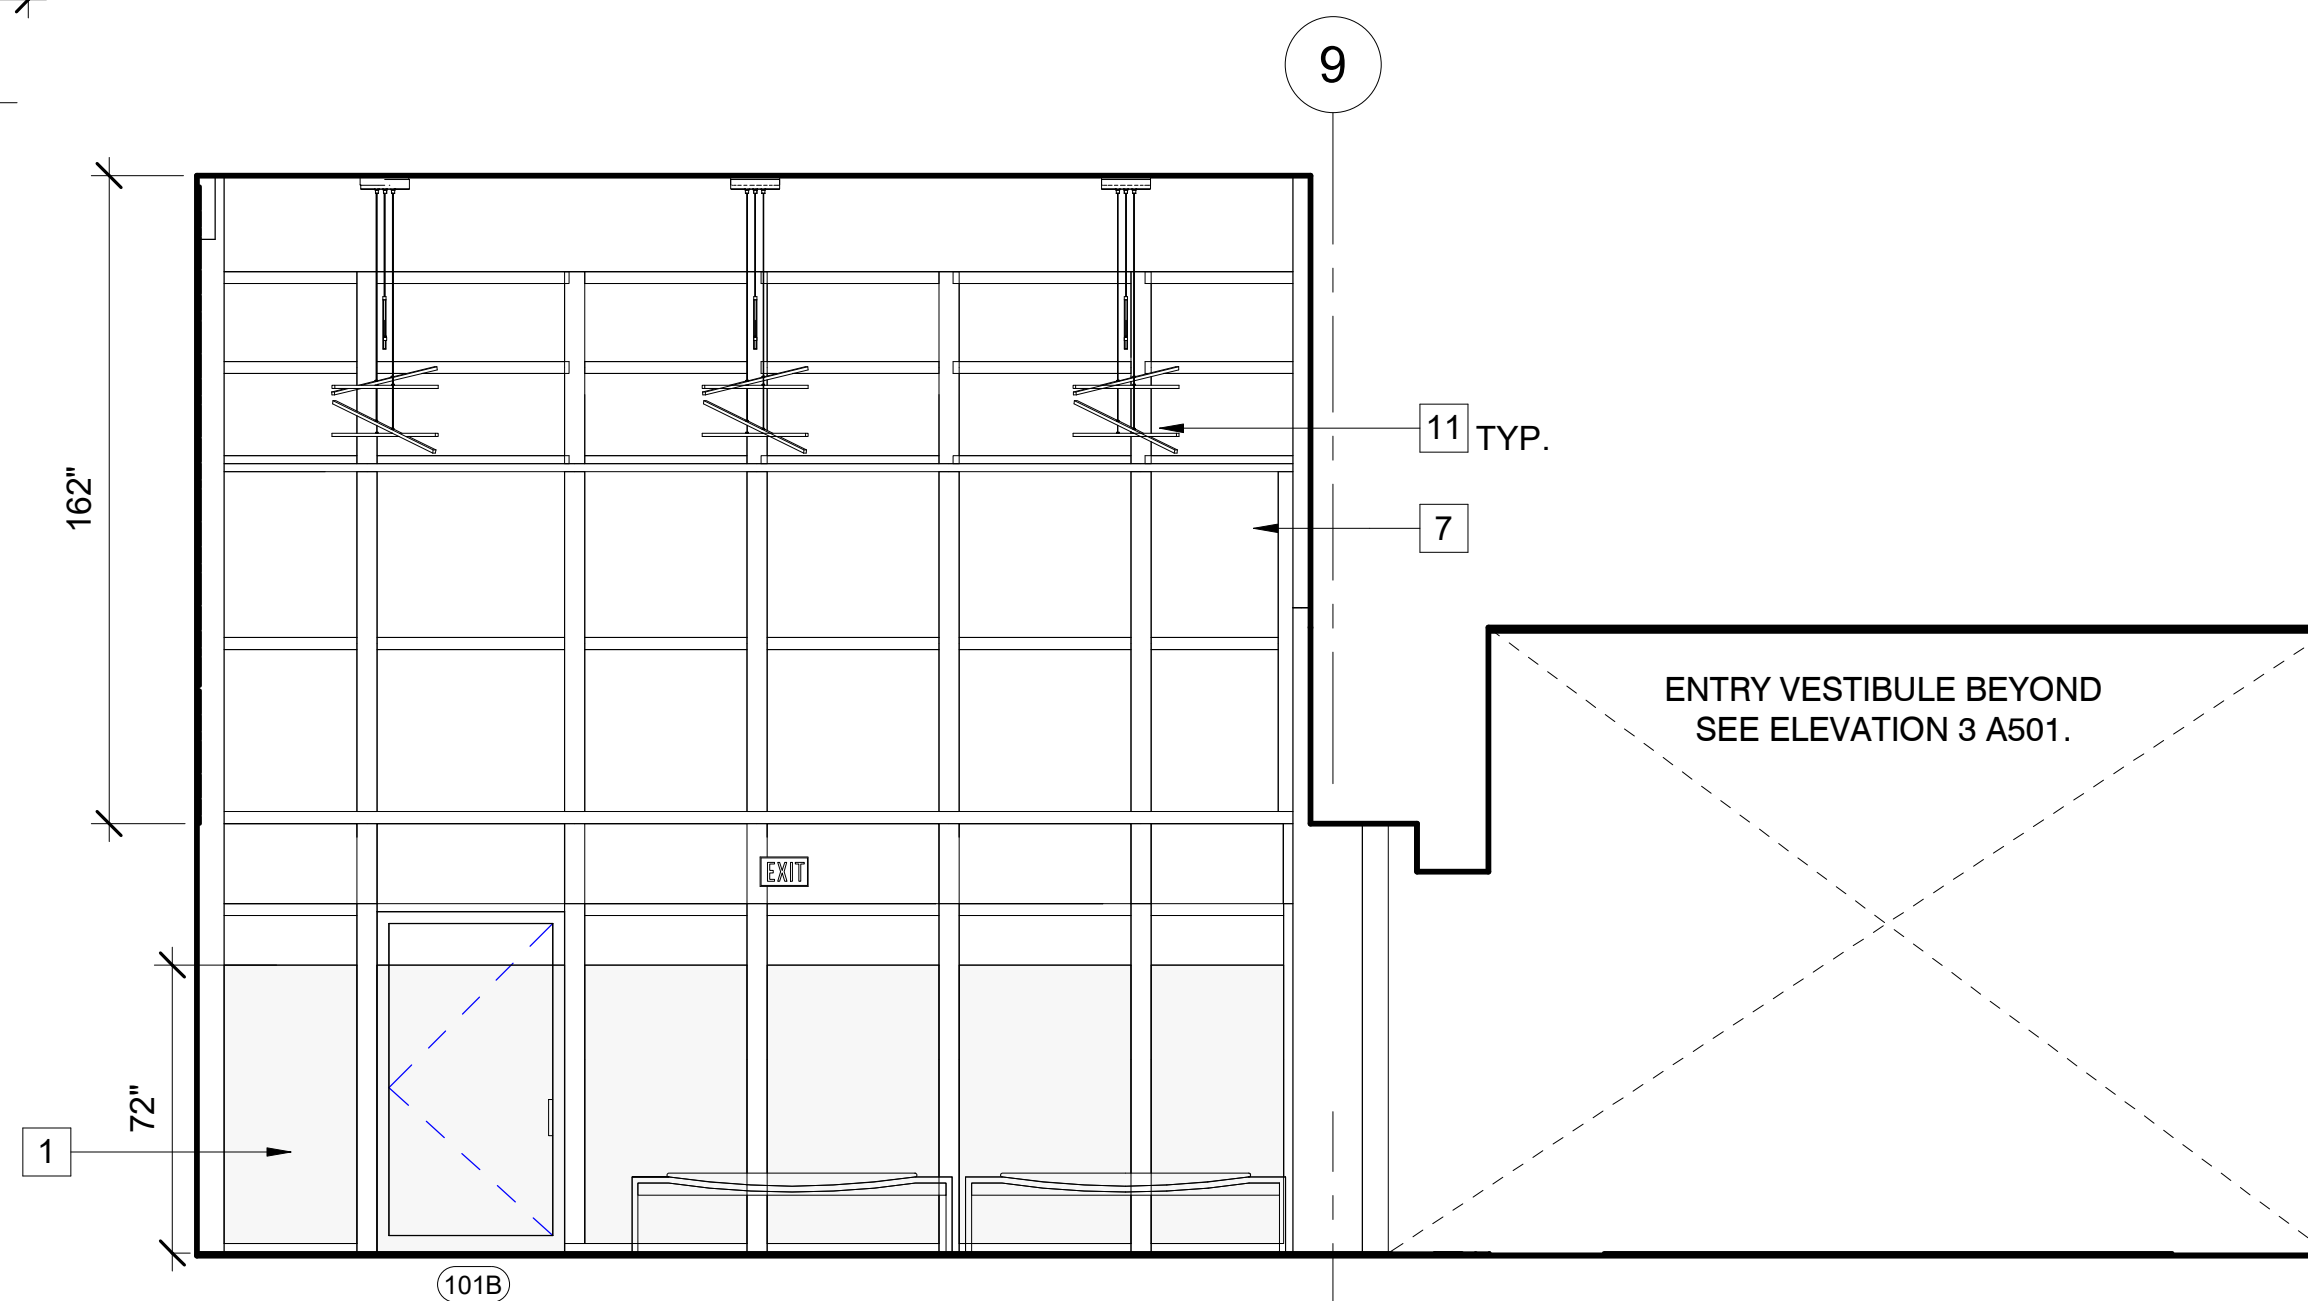 9
11 TYP.
162"
7
ENTRY VESTIBULE BEYOND
SEE ELEVATION 3 A501.
EXIT
72"
1
101B